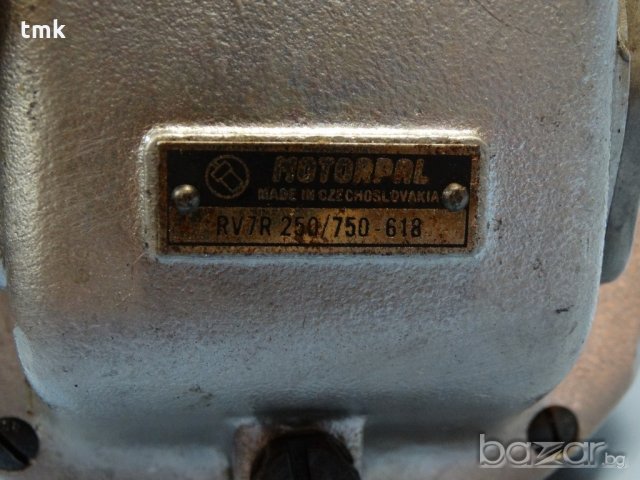 tmk
MOTORPAL
MADE IN CZECHOSLOVAKIA
RV7R 250/750-618
bazar.bg